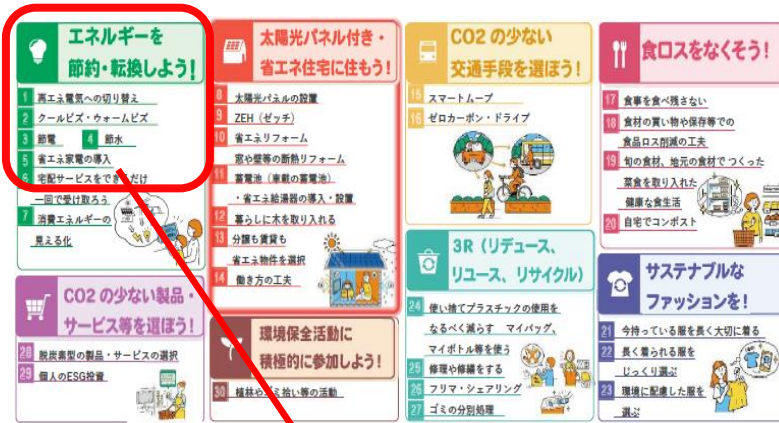 エネルギーを
節約・転換しよう!
1 再エネ電気への切り替え
2 クールビズ・ウォームビズ
3 節電 4 節水
5 省エネ家電の導入
6 宅配サービスをできるだけ
一回で受け取ろう
7 消費エネルギーの
見える化
太陽光パネル付き・
省エネ住宅に住もう!
8 太陽光パネルの設置
9 ZEH(ゼッチ)
10 省エネリフォーム
窓や壁等の断熱リフォーム
11 蓄電池(車載の蓄電池)
・省エネ給湯器の導入・設置
12 暮らしに木を取り入れる
13 分譲も賃貸も
省エネ物件を選択
14 働き方の工夫
CO2の少ない
交通手段を選ぼう!
15 スマートムーブ
16 ゼロカーボン・ドライブ
食ロスをなくそう!
17 食事を食べ残さない
18 食材の買い物や保存等での
食品ロス削減の工夫
19 旬の食材、地元の食材でつくった
菜食を取り入れた
健康な食生活
20 自宅でコンポスト
CO2の少ない製品・
サービス等を選ぼう!
28 脱炭素型の製品・サービスの選択
29 個人のESG投資
環境保全活動に
積極的に参加しよう!
30 植林やゴミ拾い等の活動
3R(リデュース、
リユース、リサイクル)
24 使い捨てプラスチックの使用を
なるべく減らす マイバッグ、
マイボトル等を使う
25 修理や修繕をする
26 フリマ・シェアリング
27 ゴミの分別処理
サステナブルな
ファッションを!
21 今持っている服を長く大切に着る
22 長く着られる服を
じっくり選ぶ
23 環境に配慮した服を
選ぶ